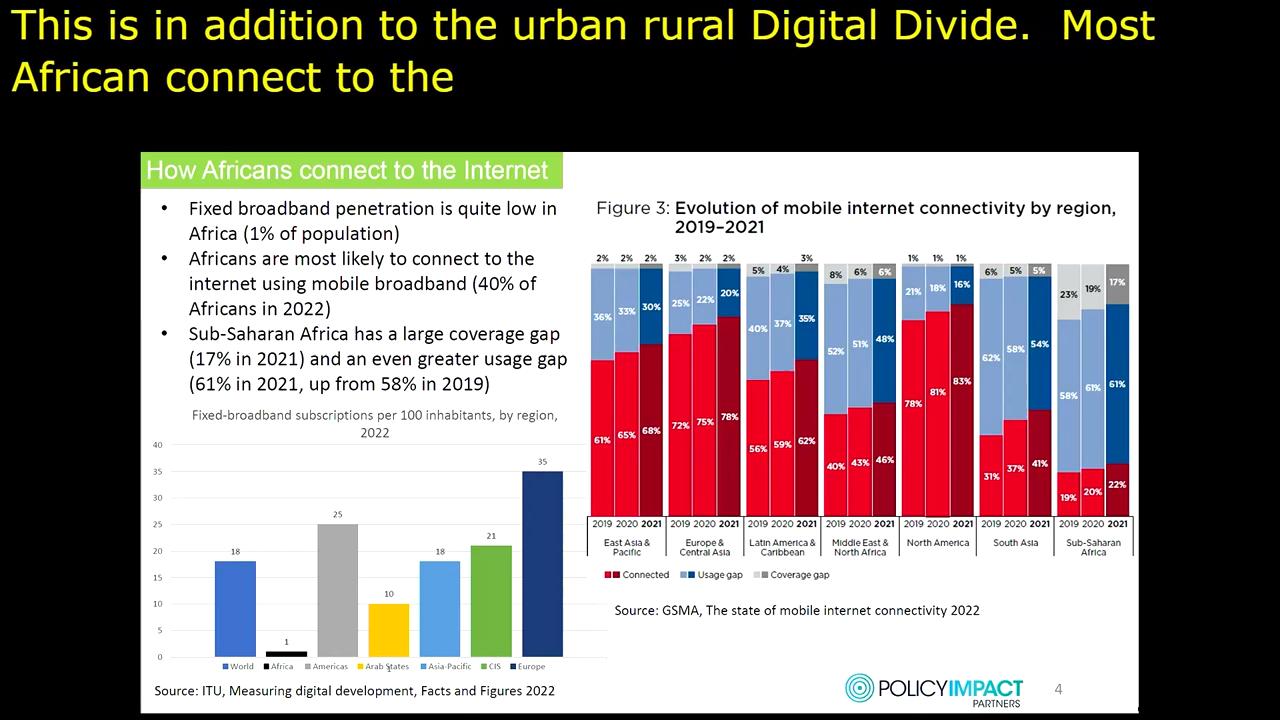 This is in addition to the urban rural Digital Divide.  Most
African connect to the
How Africans connect to the Internet
• Fixed broadband penetration is quite low in
Africa (1% of population)
• Africans are most likely to connect to the
internet using mobile broadband (40% of
Africans in 2022)
• Sub-Saharan Africa has a large coverage gap
(17% in 2021) and an even greater usage gap
(61% in 2021, up from 58% in 2019)
Fixed-broadband subscriptions per 100 inhabitants, by region,
2022
40
35
30
25
20
15
10
5
0
18
1
25
10
18
21
35
World Africa Americas Arab States Asia-Pacific CIS Europe
Source: ITU, Measuring digital development, Facts and Figures 2022
Figure 3: Evolution of mobile internet connectivity by region,
2019–2021
2% 2% 2% 3% 2% 2% 5% 4% 3% 8% 6% 6% 1% 1% 1% 6% 5% 5% 23% 19% 17%
36% 33% 30% 25% 22% 20% 40% 37% 35% 52% 51% 48% 21% 18% 16% 62% 58% 54% 58% 61% 61%
61% 65% 68% 72% 75% 78% 56% 59% 62% 40% 43% 46% 78% 81% 83% 31% 37% 41% 19% 20% 22%
2019 2020 2021 2019 2020 2021 2019 2020 2021 2019 2020 2021 2019 2020 2021 2019 2020 2021 2019 2020 2021
East Asia &
Pacific
Europe &
Central Asia
Latin America &
Caribbean
Middle East &
North Africa
North America
South Asia
Sub-Saharan
Africa
Connected Usage gap Coverage gap
Source: GSMA, The state of mobile internet connectivity 2022
POLICYIMPACT
PARTNERS
4